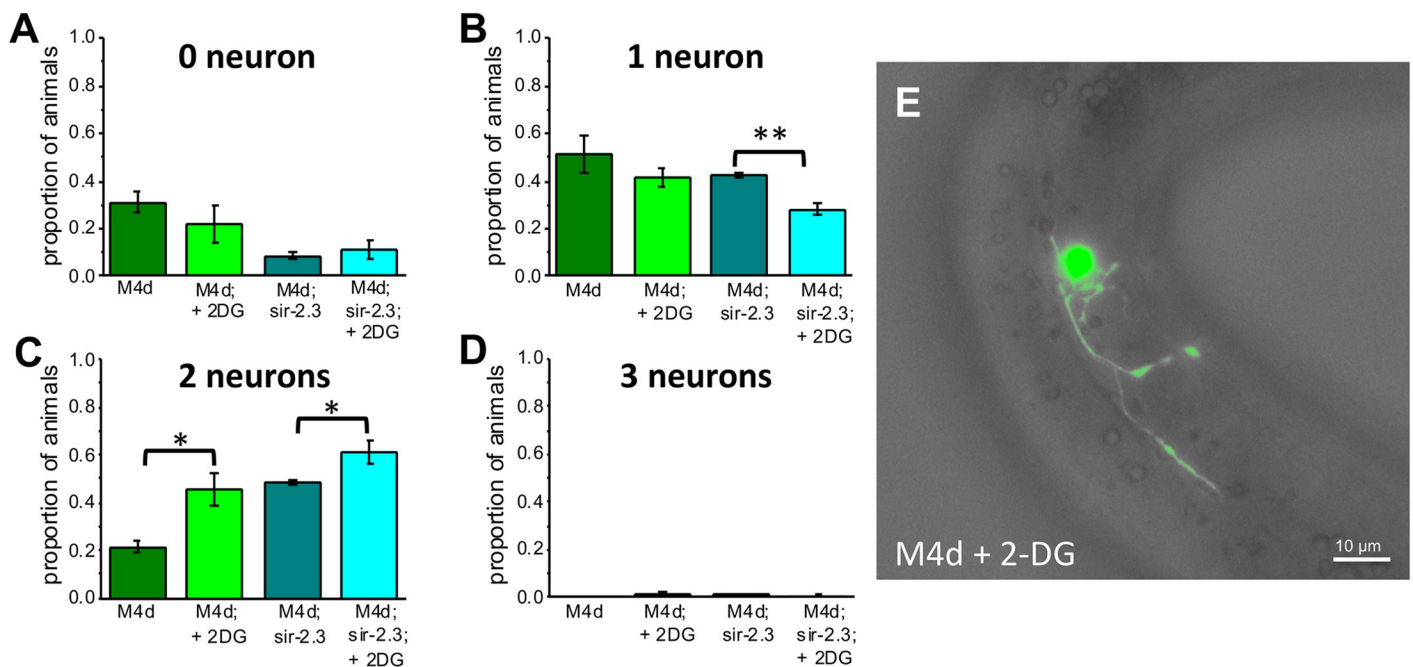 A
0 neuron
proportion of animals
1.0
0.8
0.6
0.4
0.2
0.0
M4d
M4d;
+ 2DG
M4d;
sir-2.3
M4d;
sir-2.3;
+ 2DG
B
1 neuron
proportion of animals
1.0
0.8
0.6
0.4
0.2
0.0
**
M4d
M4d;
+ 2DG
M4d;
sir-2.3
M4d;
sir-2.3;
+ 2DG
C
2 neurons
proportion of animals
1.0
0.8
0.6
0.4
0.2
0.0
*
*
M4d
M4d;
+ 2DG
M4d;
sir-2.3
M4d;
sir-2.3;
+ 2DG
D
3 neurons
proportion of animals
1.0
0.8
0.6
0.4
0.2
0.0
M4d
M4d;
+ 2DG
M4d;
sir-2.3
M4d;
sir-2.3;
+ 2DG
E
M4d + 2-DG
10 µm